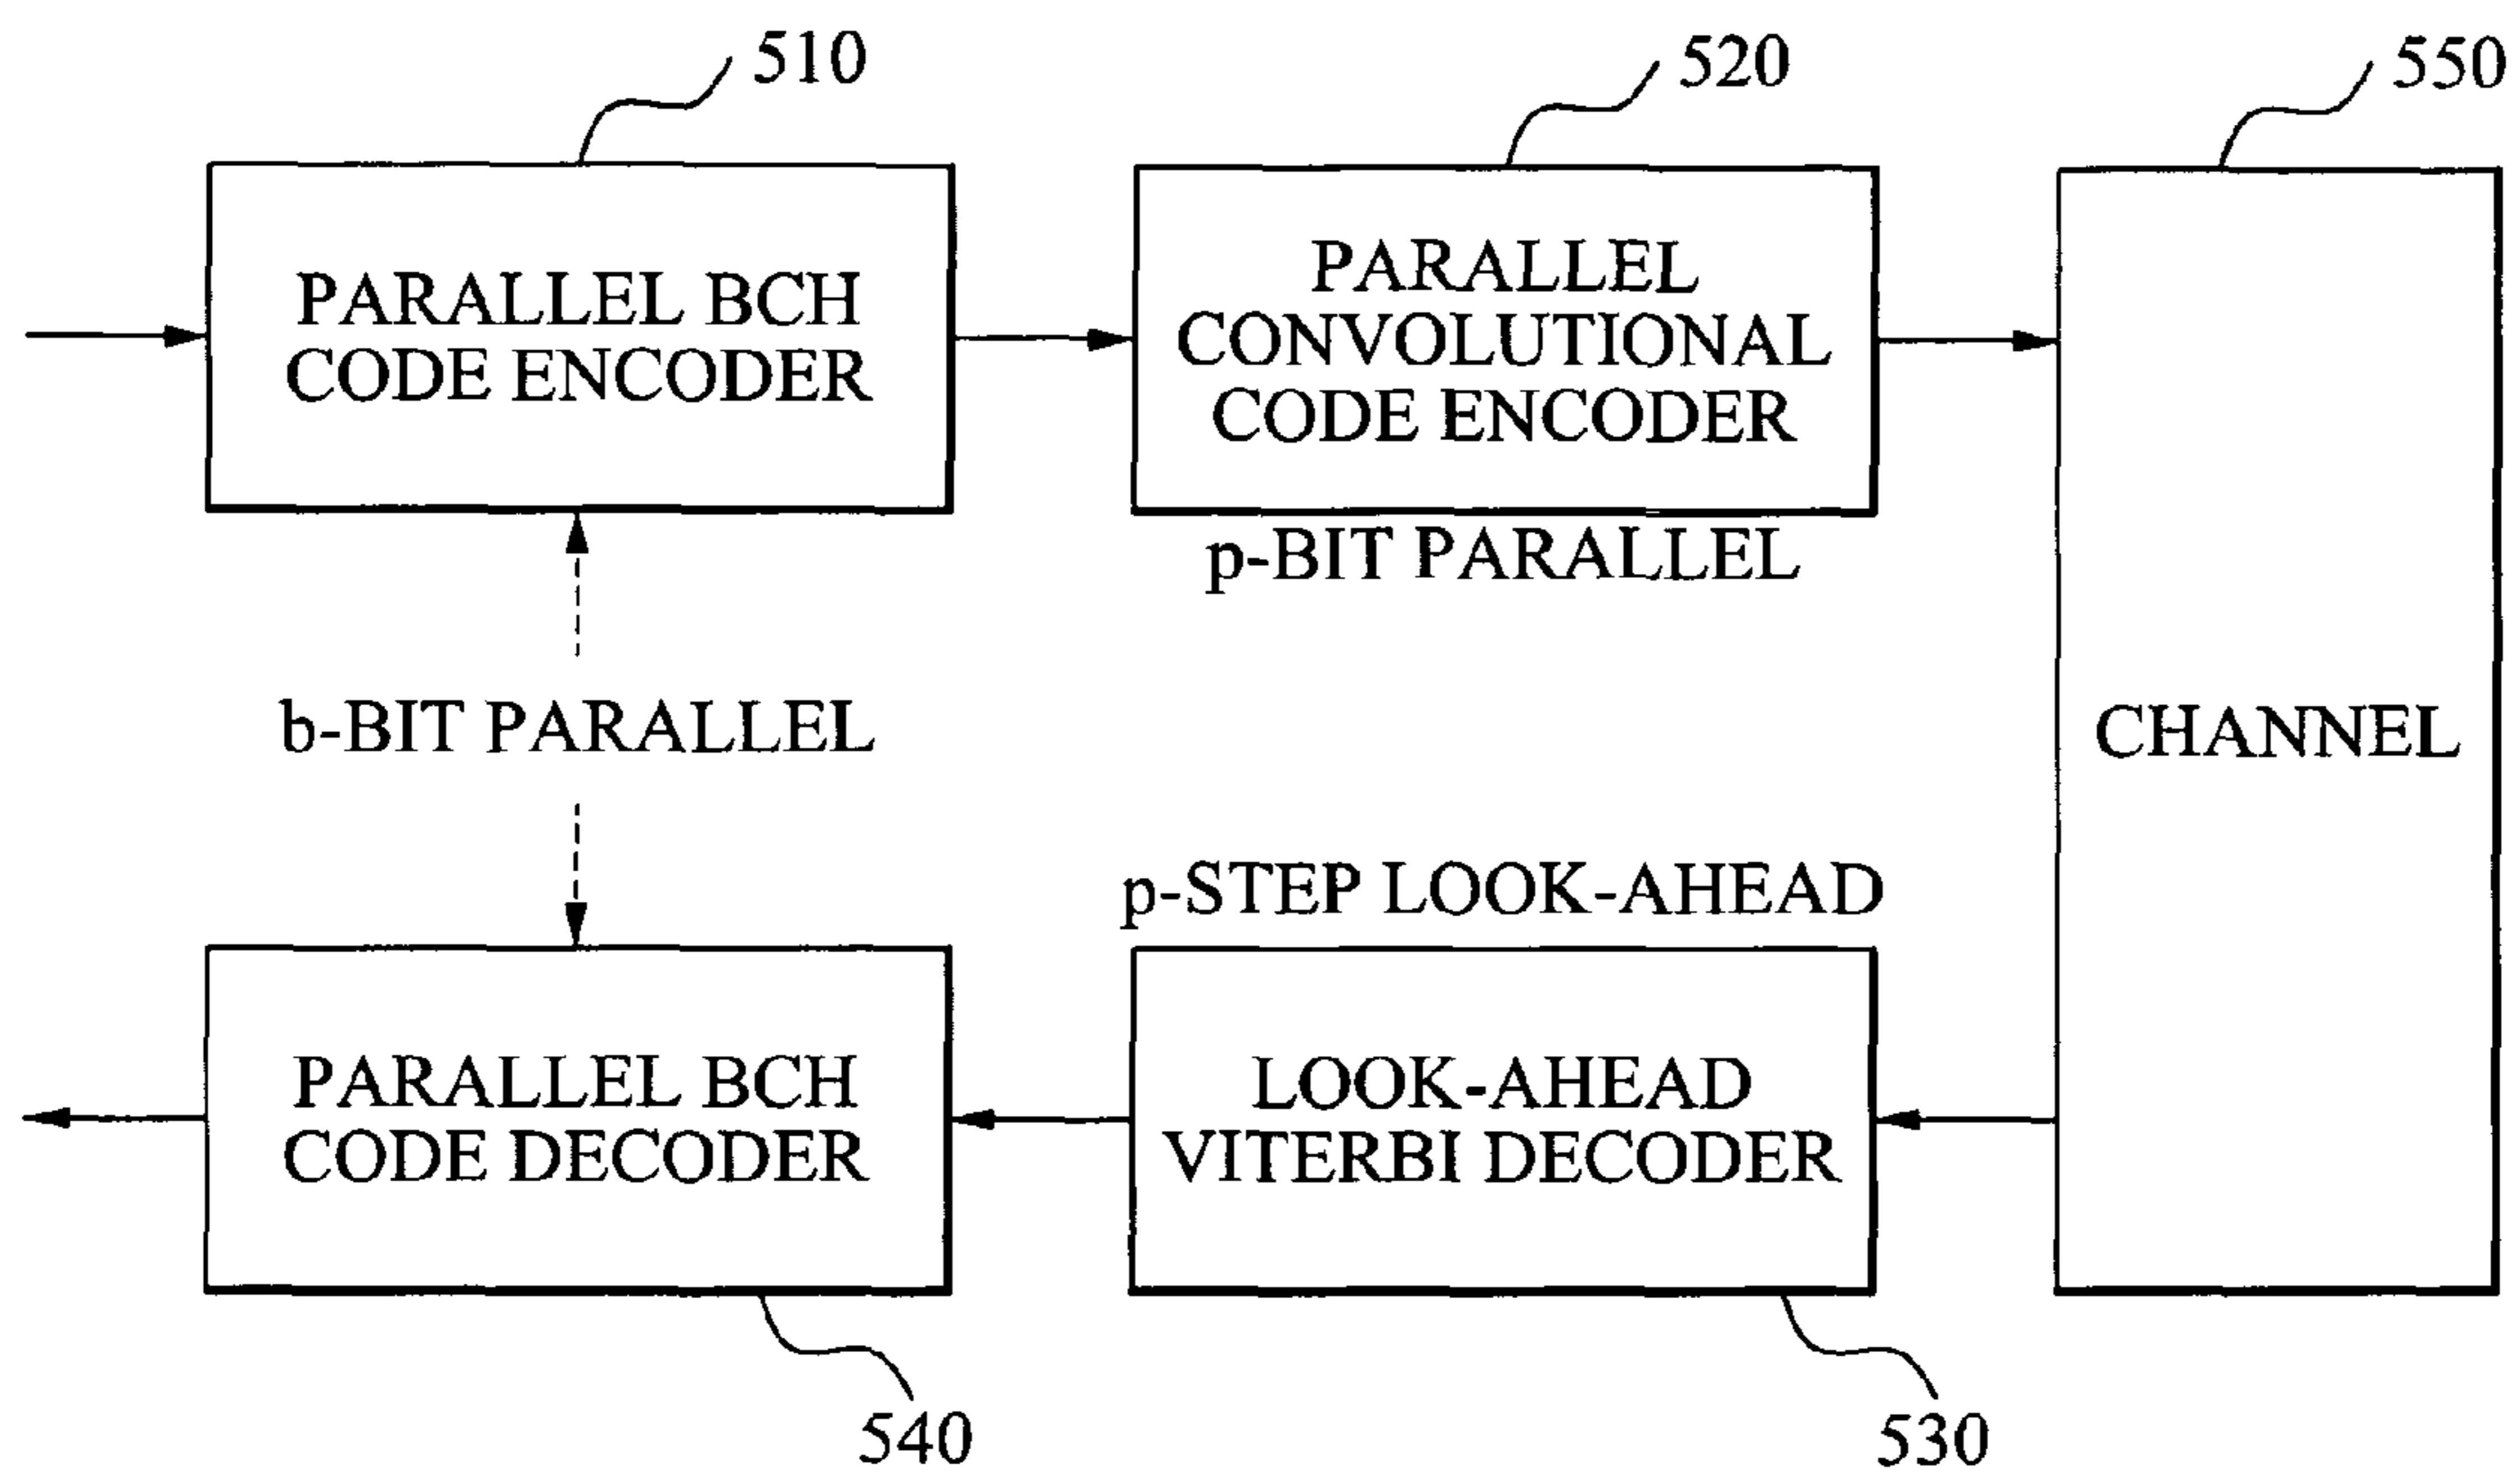 510
520
550
PARALLEL BCH
CODE ENCODER
PARALLEL
CONVOLUTIONAL
CODE ENCODER
p-BIT PARALLEL
b-BIT PARALLEL
CHANNEL
p-STEP LOOK-AHEAD
PARALLEL BCH
CODE DECODER
LOOK-AHEAD
VITERBI DECODER
540
530